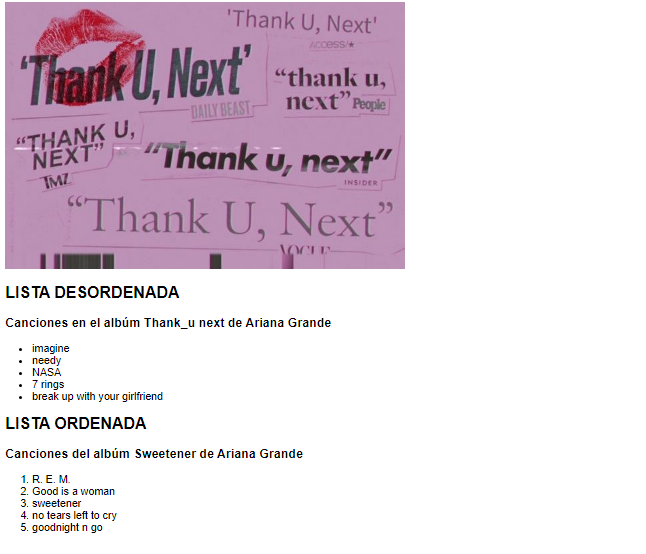 'Thank U, Next'
access/★
'Thank U, Next'
DAILY BEAST
"thank u,
next" People
"THANK U,
NEXT"
TMZ
"Thank u, next"
INSIDER
"Thank U, Next"
VOGUE
LISTA DESORDENADA
Canciones en el albúm Thank_u next de Ariana Grande
• imagine
• needy
• NASA
• 7 rings
• break up with your girlfriend
LISTA ORDENADA
Canciones del albúm Sweetener de Ariana Grande
1. R. E. M.
2. Good is a woman
3. sweetener
4. no tears left to cry
5. goodnight n go